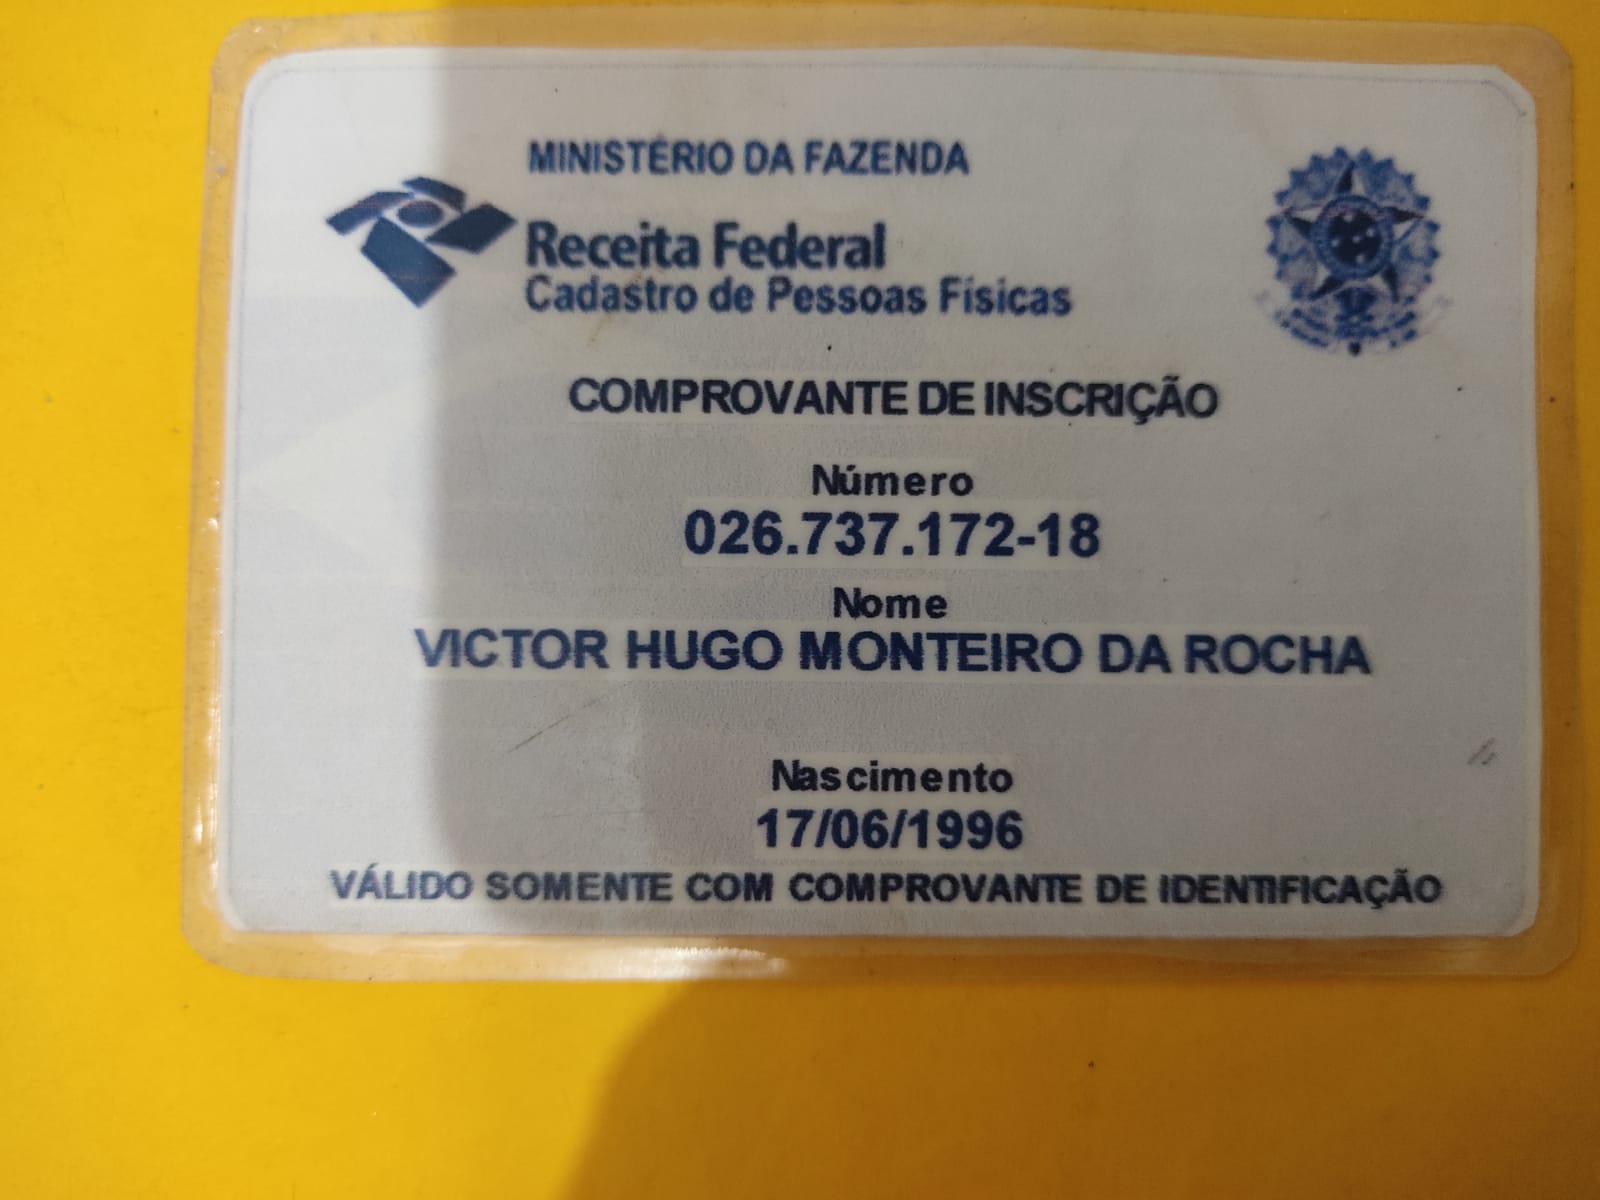 MINISTÉRIO DA FAZENDA
Receita Federal
Cadastro de Pessoas Físicas
COMPROVANTE DE INSCRIÇÃO
Número
026.737.172-18
Nome
VICTOR HUGO MONTEIRO DA ROCHA
Nascimento
17/06/1996
VÁLIDO SOMENTE COM COMPROVANTE DE IDENTIFICAÇÃO